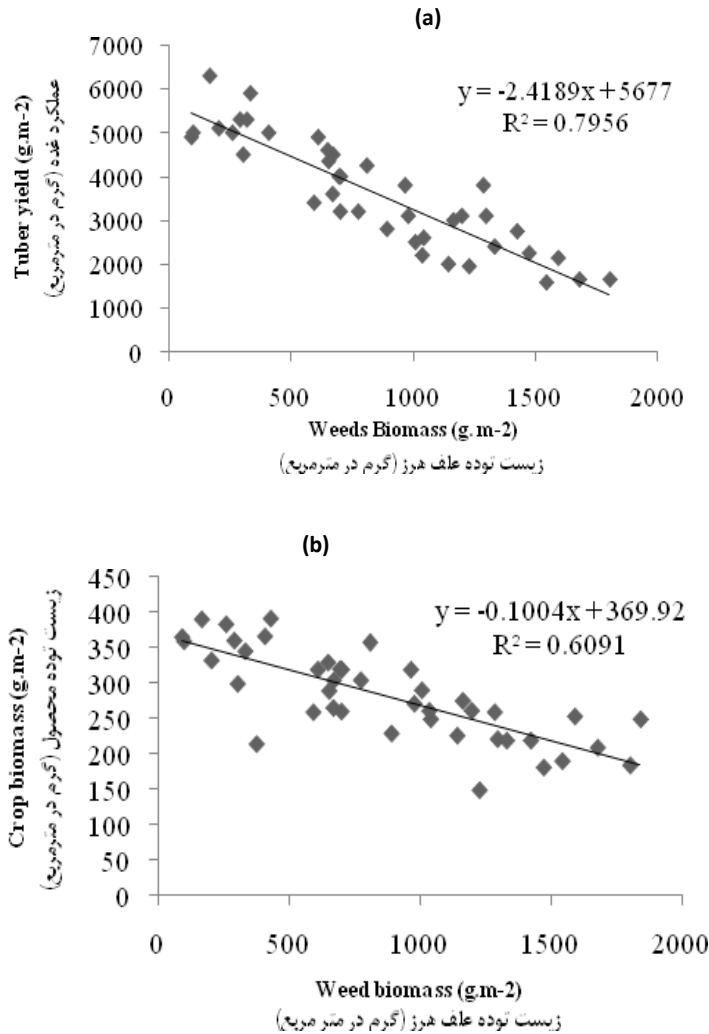 (a)
7000
6000
5000
4000
3000
2000
1000
0
y = -2.4189x + 5677
R² = 0.7956
Tuber yield (g.m-2)
عملکرد غده (گرم در مترمربع)
0 500 1000 1500 2000
Weeds Biomass (g.m-2)
زیست توده علف هرز (گرم در مترمربع)
(b)
450
400
350
300
250
200
150
100
50
0
y = -0.1004x + 369.92
R² = 0.6091
Crop biomass (g.m-2)
زیست توده محصول (گرم در مترمربع)
0 500 1000 1500 2000
Weed biomass (g.m-2)
زیست توده علف هرز (گرم در متر مربع)